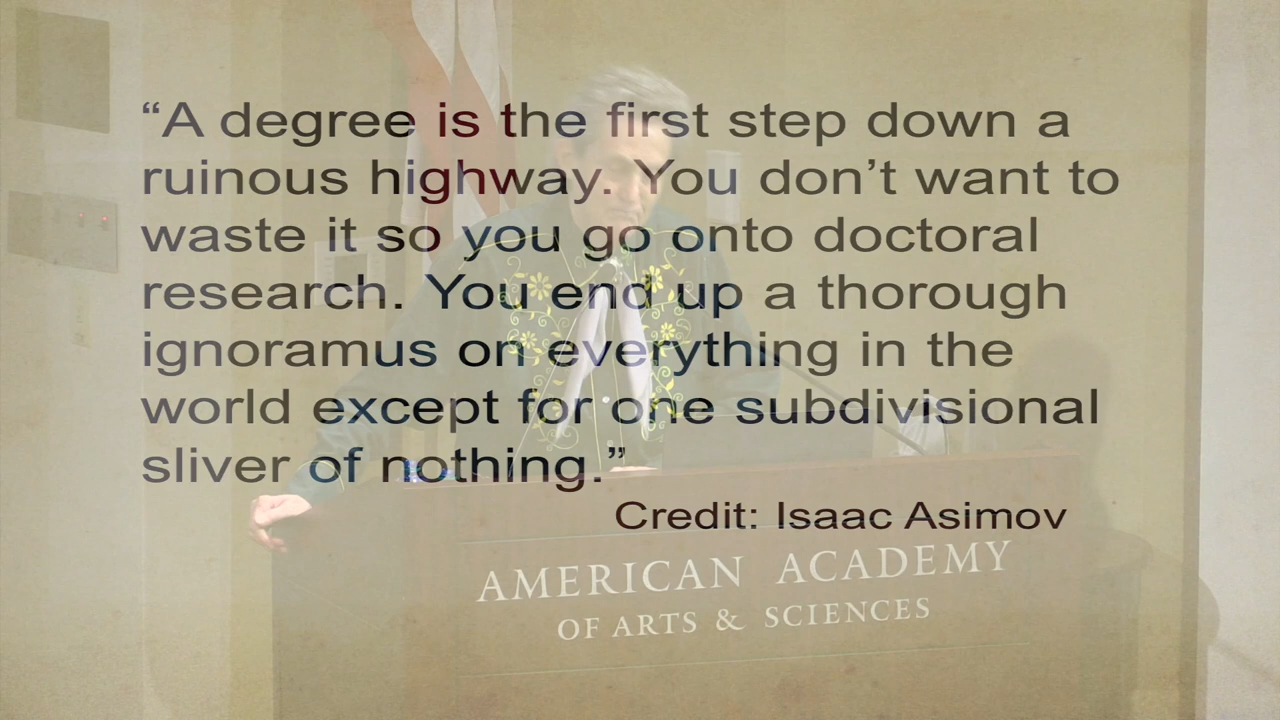 “A degree is the first step down a
ruinous highway. You don’t want to
waste it so you go onto doctoral
research. You end up a thorough
ignoramus on everything in the
world except for one subdivisional
sliver of nothing.”
Credit: Isaac Asimov
AMERICAN ACADEMY
OF ARTS & SCIENCES